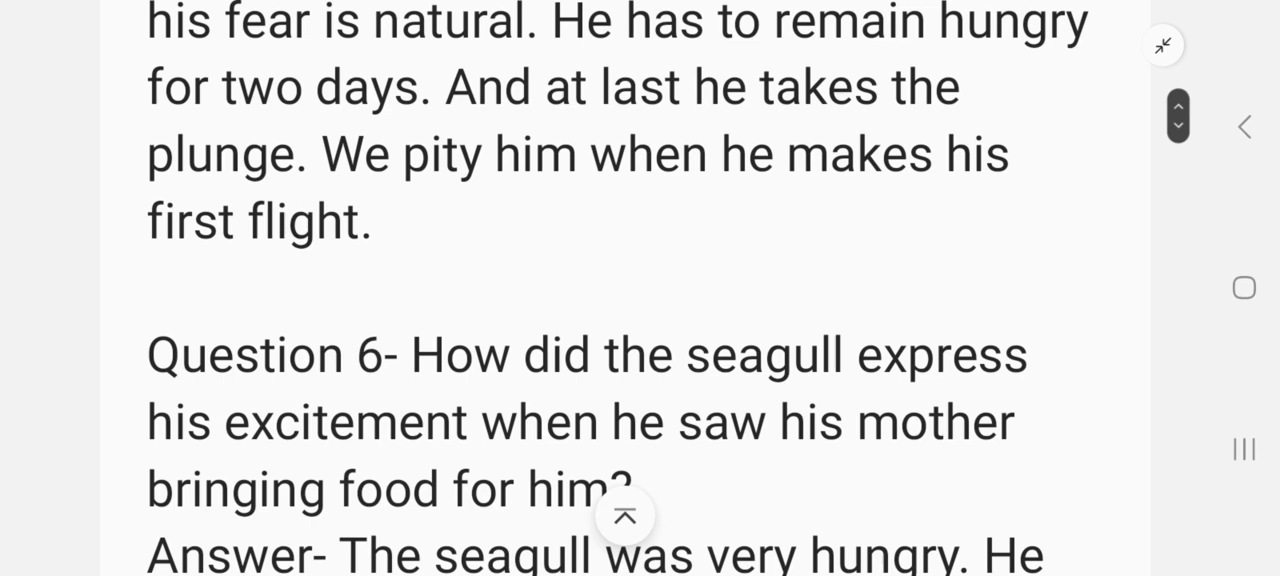 his fear is natural. He has to remain hungry
for two days. And at last he takes the
plunge. We pity him when he makes his
first flight.
Question 6- How did the seagull express
his excitement when he saw his mother
bringing food for him?
Answer- The seagull was very hungry. He